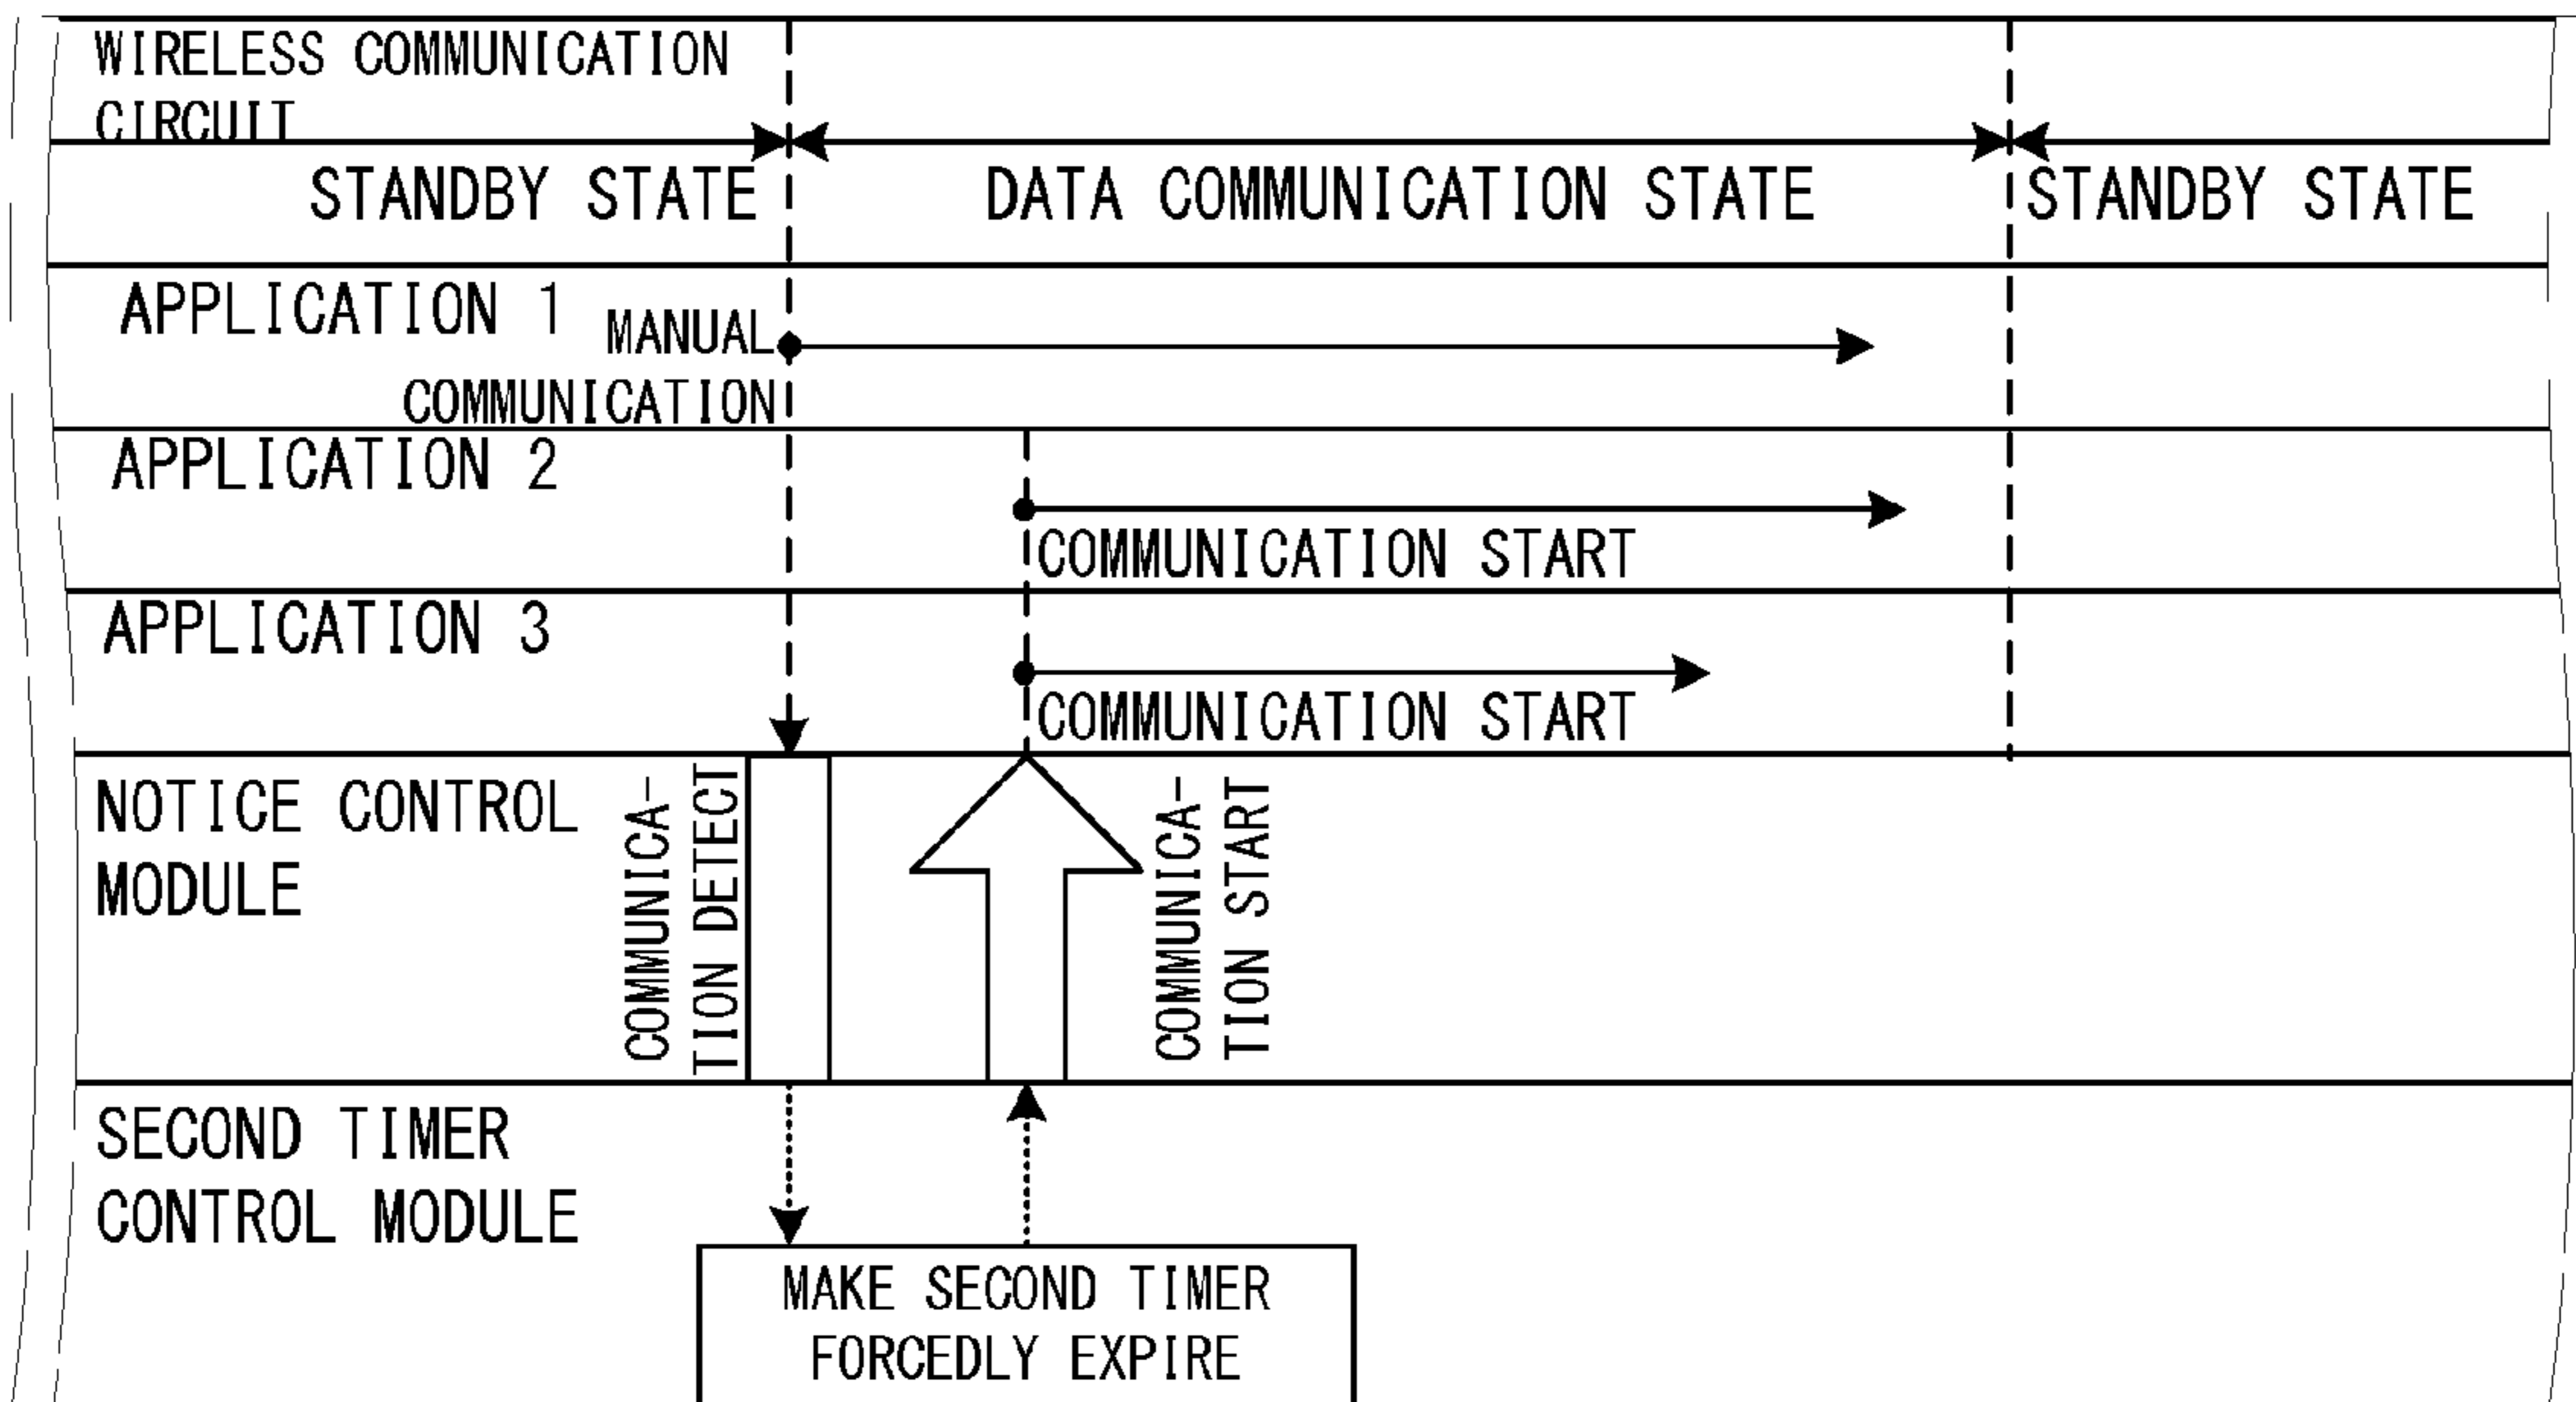 WIRELESS COMMUNICATION
CIRCUIT
STANDBY STATE
DATA COMMUNICATION STATE
STANDBY STATE
APPLICATION 1
MANUAL
COMMUNICATION
APPLICATION 2
COMMUNICATION START
APPLICATION 3
COMMUNICATION START
NOTICE CONTROL
MODULE
COMMUNICA-
TION DETECT
COMMUNICA-
TION START
SECOND TIMER
CONTROL MODULE
MAKE SECOND TIMER
FORCEDLY EXPIRE